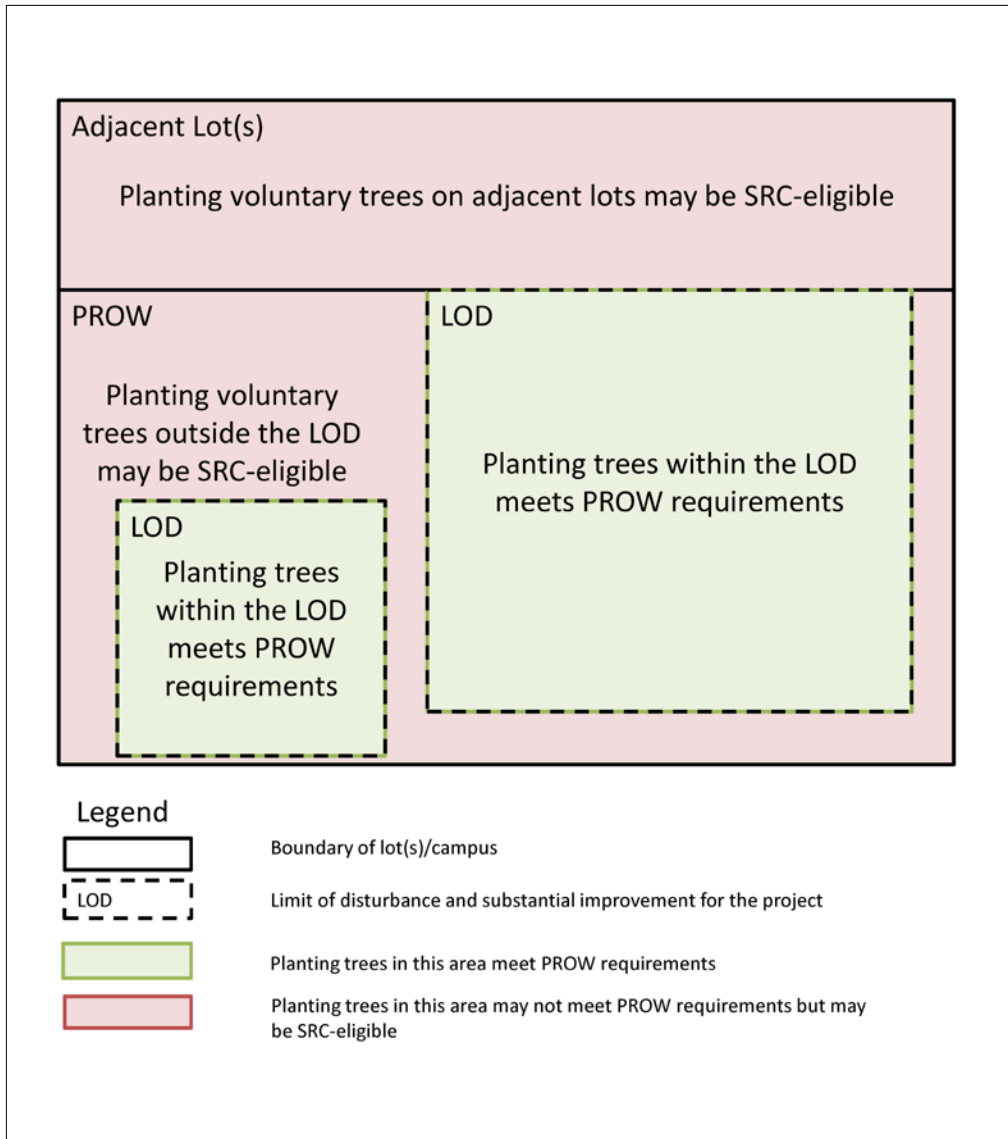 Adjacent Lot(s)
Planting voluntary trees on adjacent lots may be SRC-eligible
PROW
Planting voluntary
trees outside the LOD
may be SRC-eligible
LOD
Planting trees
within the LOD
meets PROW
requirements
LOD
Planting trees within the LOD
meets PROW requirements
Legend
Boundary of lot(s)/campus
LOD
Limit of disturbance and substantial improvement for the project
Planting trees in this area meet PROW requirements
Planting trees in this area may not meet PROW requirements but may
be SRC-eligible